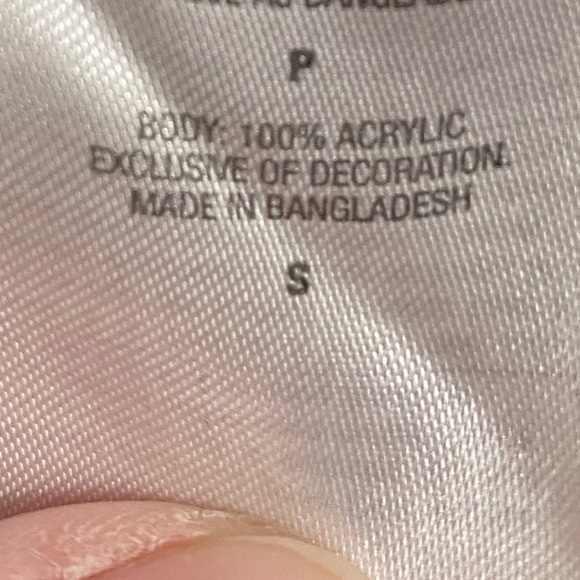 P
BODY: 100% ACRYLIC
EXCLUSIVE OF DECORATION.
MADE IN BANGLADESH
S